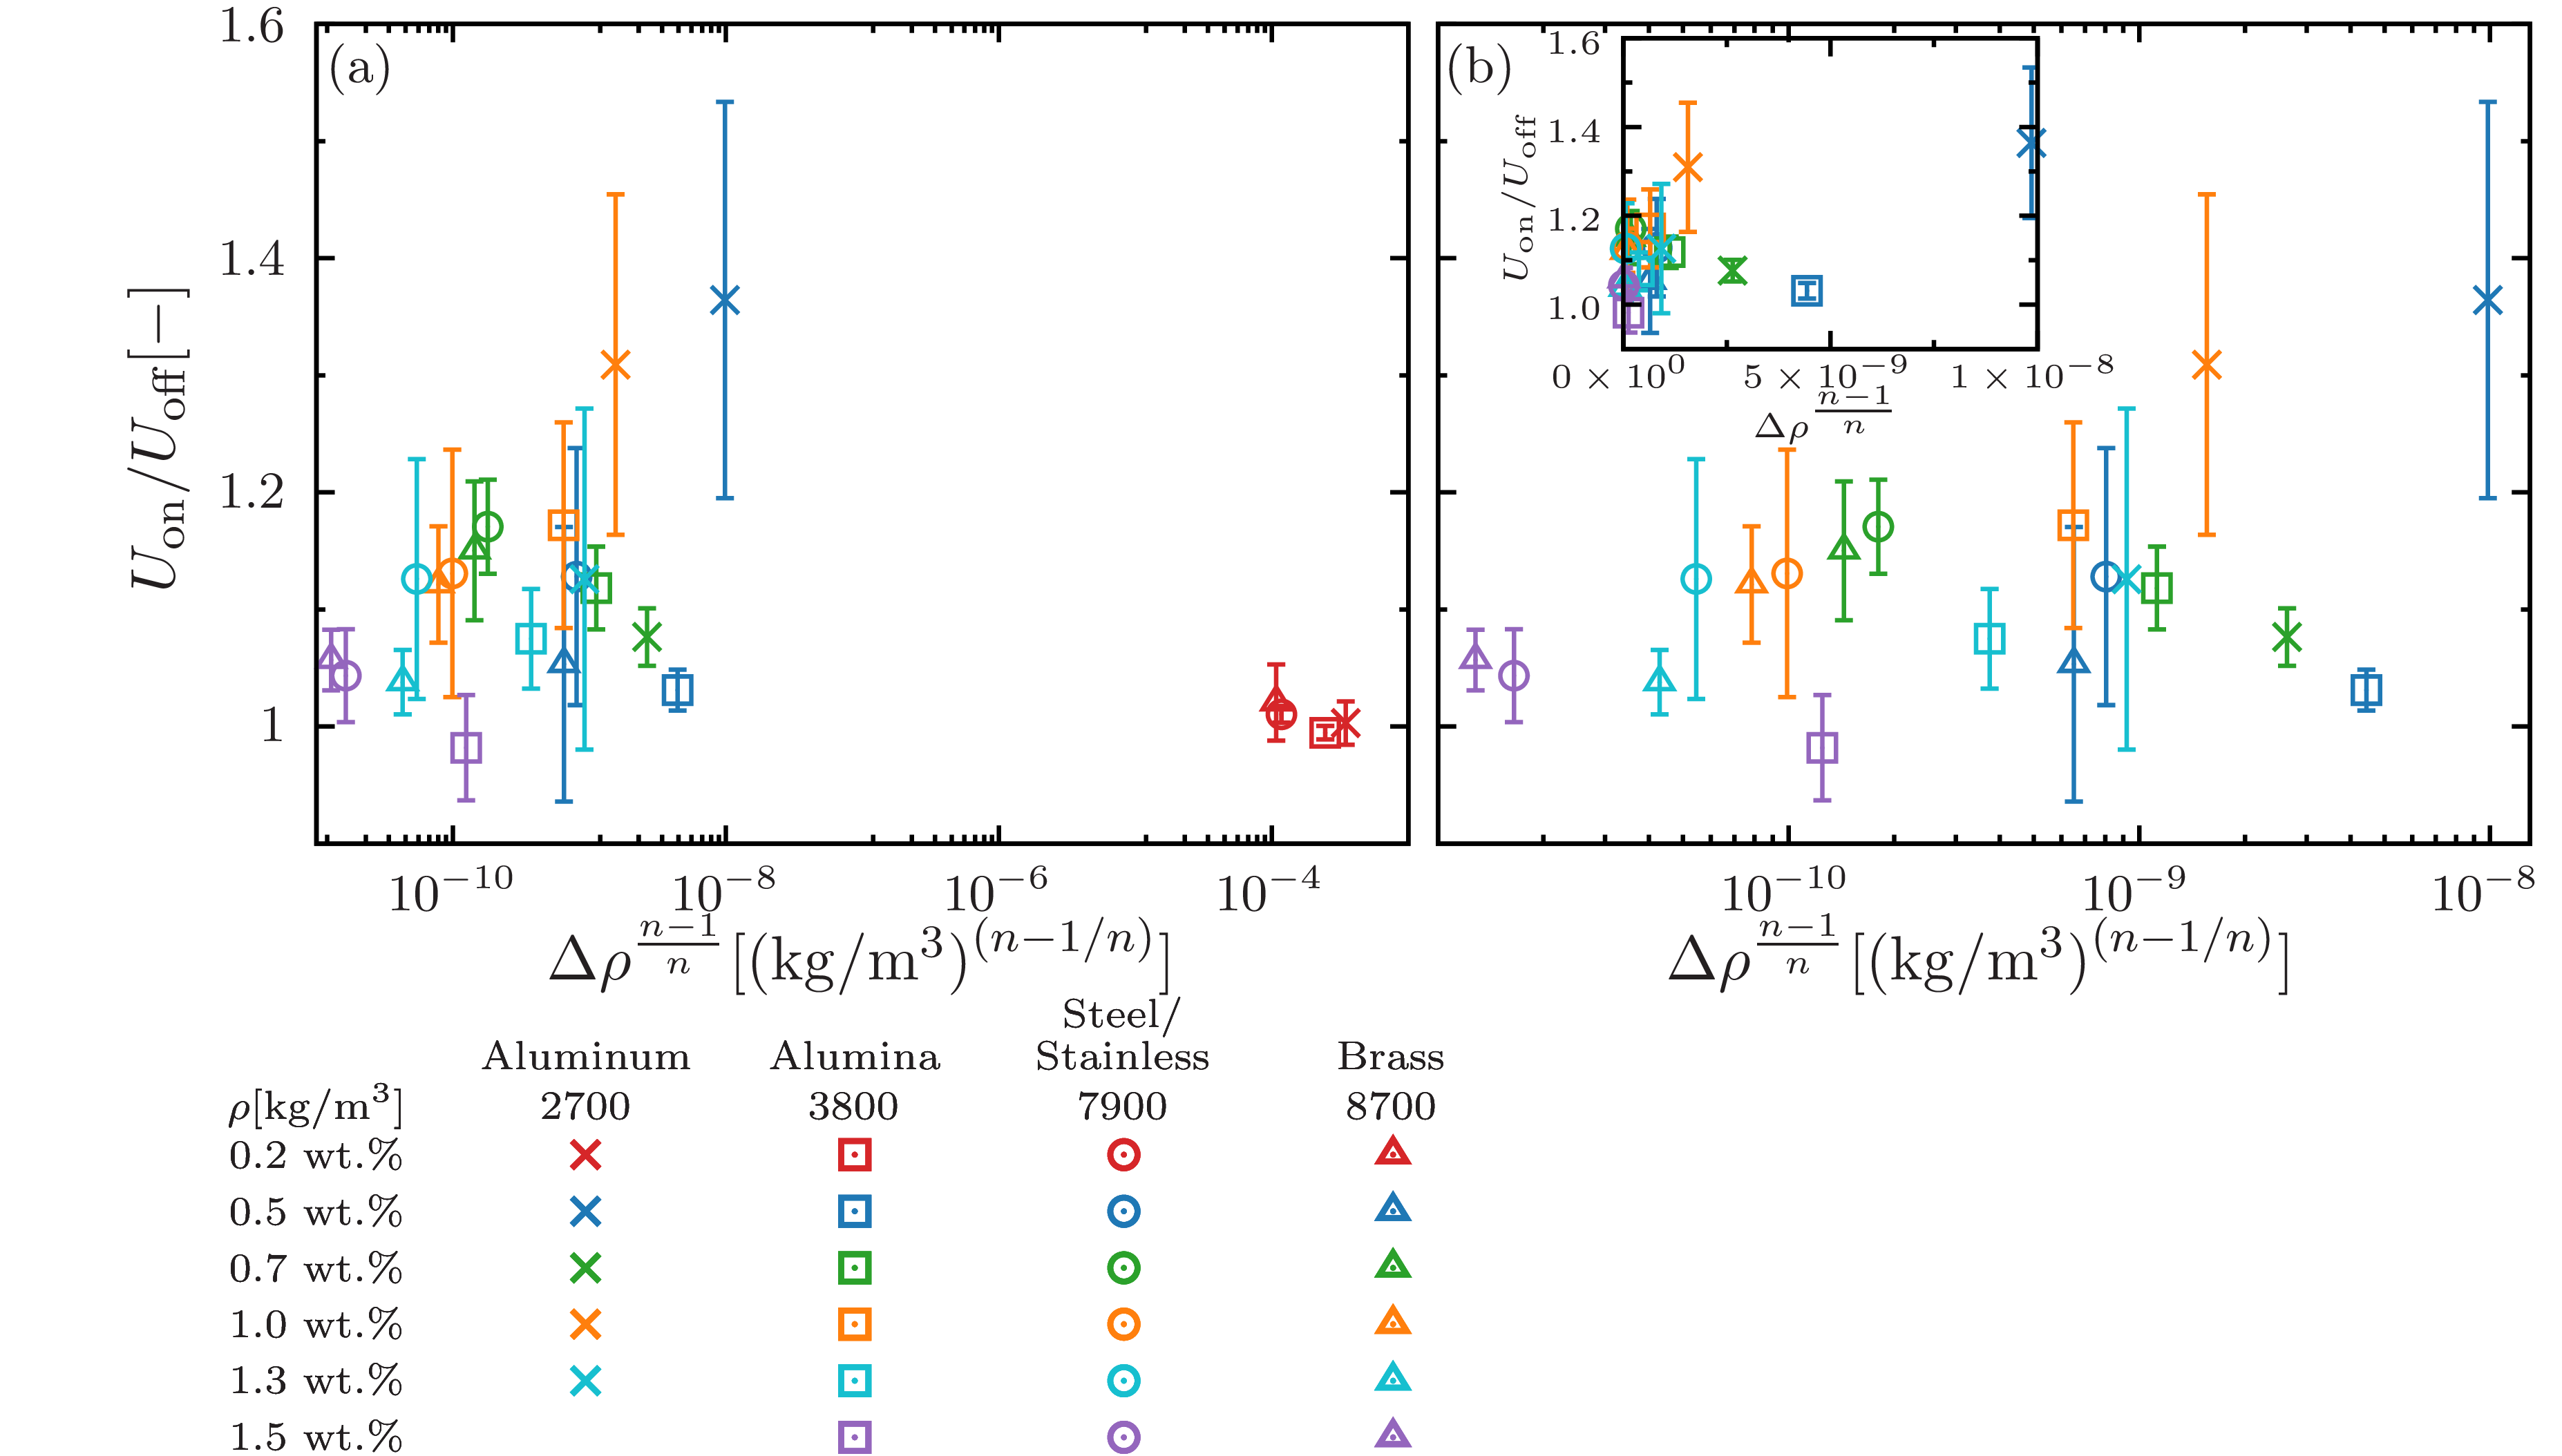 (a)
1.6
1.4
1.2
1
U_on/U_off[−]
10^−10 10^−8 10^−6 10^−4
Δρ^{\frac{n−1}{n}}[(kg/m^3)^(n−1/n)]
(b)
1.6
1.4
1.2
1.0
U_on/U_off
0 × 10^0 5 × 10^−9 1 × 10^−8
Δρ^{\frac{n−1}{n}}
10^−10 10^−9 10^−8
Δρ^{\frac{n−1}{n}}[(kg/m^3)^(n−1/n)]
Steel/
Aluminum Alumina Stainless Brass
ρ[kg/m^3] 2700 3800 7900 8700
0.2 wt.%
0.5 wt.%
0.7 wt.%
1.0 wt.%
1.3 wt.%
1.5 wt.%